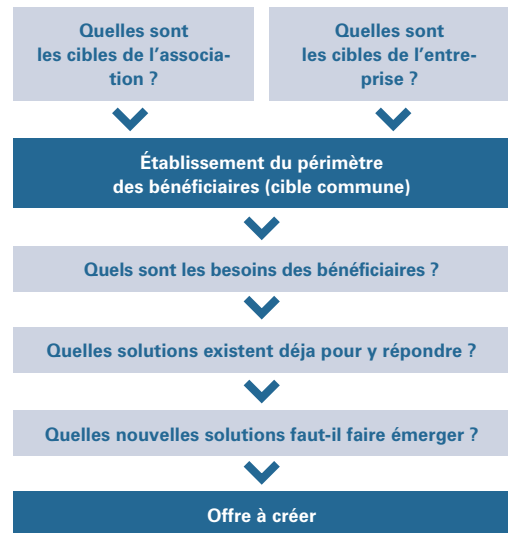 Quelles sont
les cibles de l'associa-
tion ?
Quelles sont
les cibles de l'entre-
prise ?
Établissement du périmètre
des bénéficiaires (cible commune)
Quels sont les besoins des bénéficiaires ?
Quelles solutions existent déja pour y répondre ?
Quelles nouvelles solutions faut-il faire émerger ?
Offre à créer